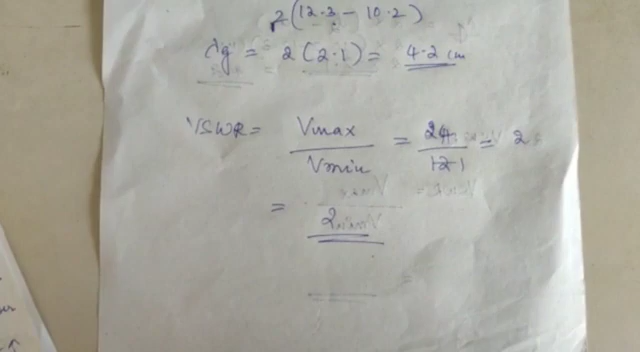 2(12.3 - 10.2)
λg = 2(2.1) = 4.2 cm
VSWR = Vmax / Vmin = 24 / 12 = 2
= 2